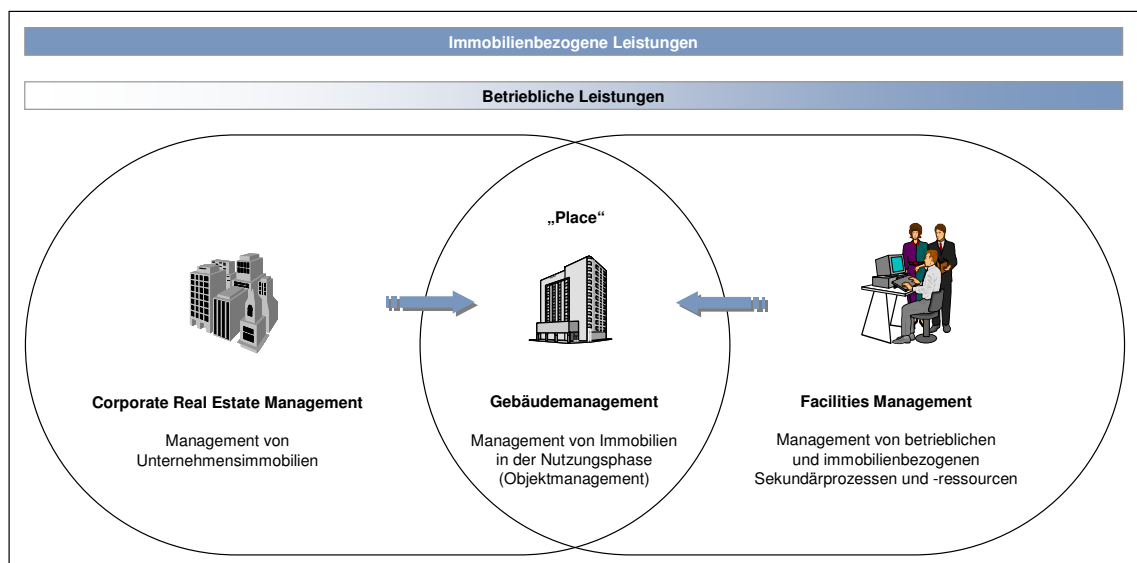 Immobilienbezogene Leistungen
Betriebliche Leistungen
„Place“
Corporate Real Estate Management
Management von
Unternehmensimmobilien
Gebäudemanagement
Management von Immobilien
in der Nutzungsphase
(Objektmanagement)
Facilities Management
Management von betrieblichen
und immobilienbezogenen
Sekundärprozessen und -ressourcen